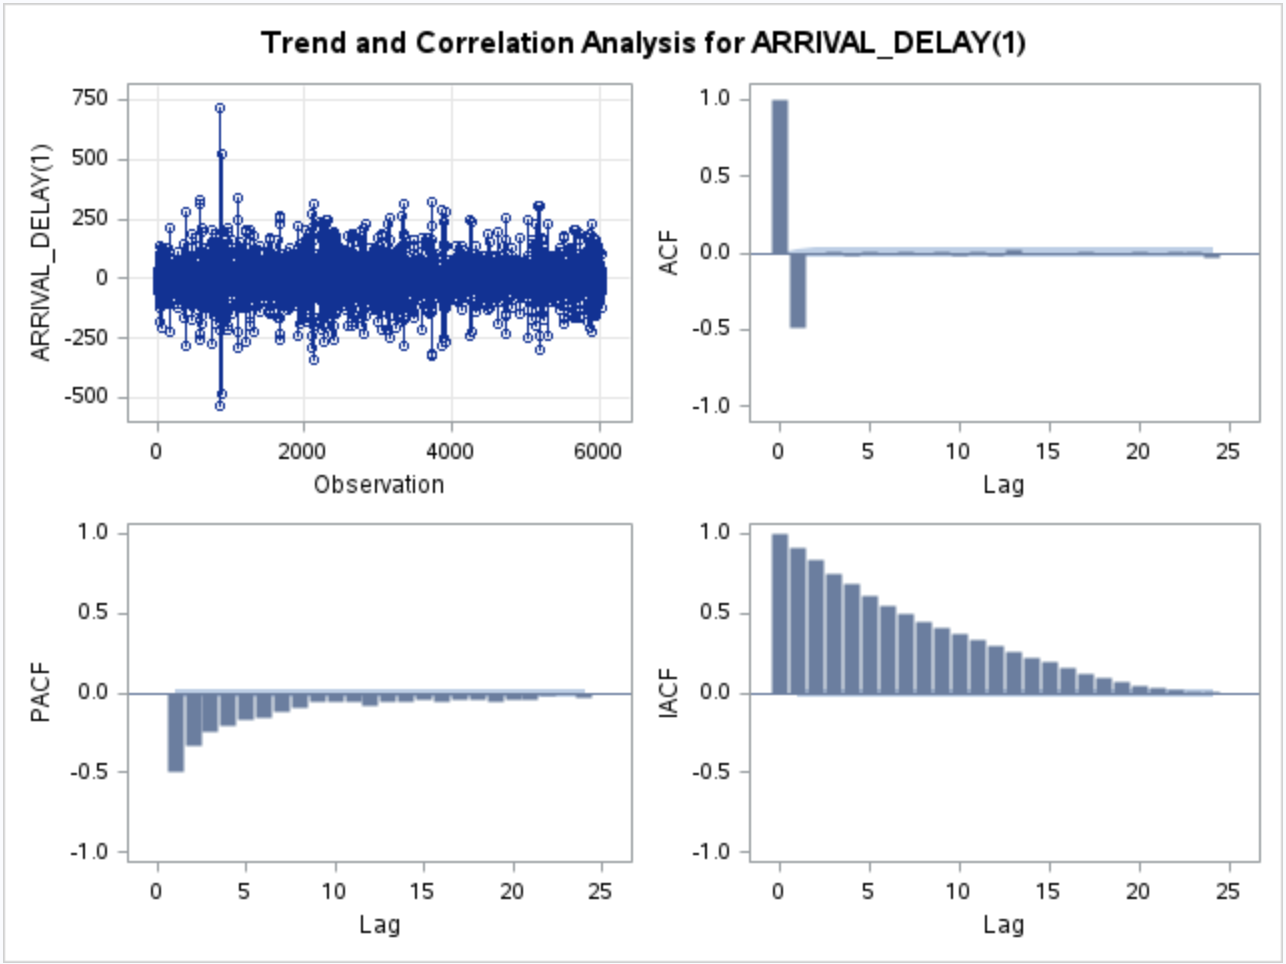 Trend and Correlation Analysis for ARRIVAL_DELAY(1)
ARRIVAL_DELAY(1)
750
500
250
0
-250
-500
0 2000 4000 6000
Observation
ACF
1.0
0.5
0.0
-0.5
-1.0
0 5 10 15 20 25
Lag
PACF
1.0
0.5
0.0
-0.5
-1.0
0 5 10 15 20 25
Lag
IACF
1.0
0.5
0.0
-0.5
-1.0
0 5 10 15 20 25
Lag